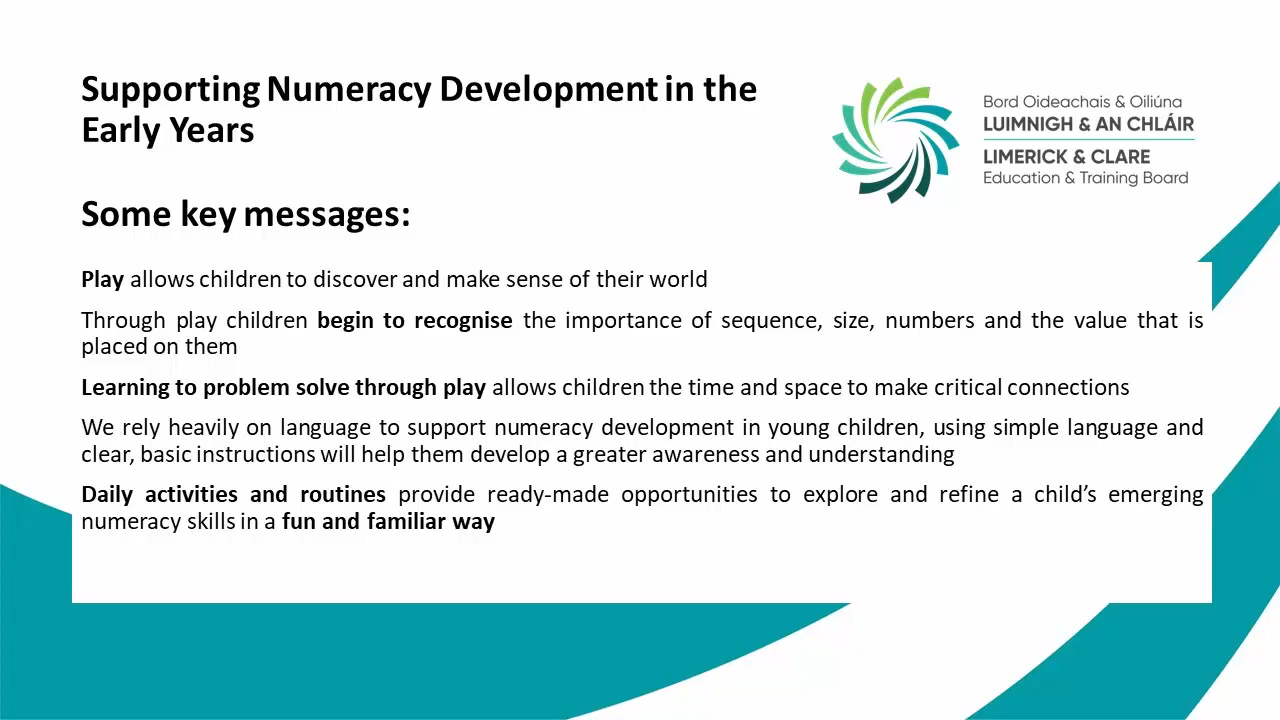 Supporting Numeracy Development in the
Early Years
Bord Oideachais & Oiliúna
LUIMNIGH & AN CHLÁIR
LIMERICK & CLARE
Education & Training Board
Some key messages:
Play allows children to discover and make sense of their world
Through play children begin to recognise the importance of sequence, size, numbers and the value that is
placed on them
Learning to problem solve through play allows children the time and space to make critical connections
We rely heavily on language to support numeracy development in young children, using simple language and
clear, basic instructions will help them develop a greater awareness and understanding
Daily activities and routines provide ready-made opportunities to explore and refine a child’s emerging
numeracy skills in a fun and familiar way